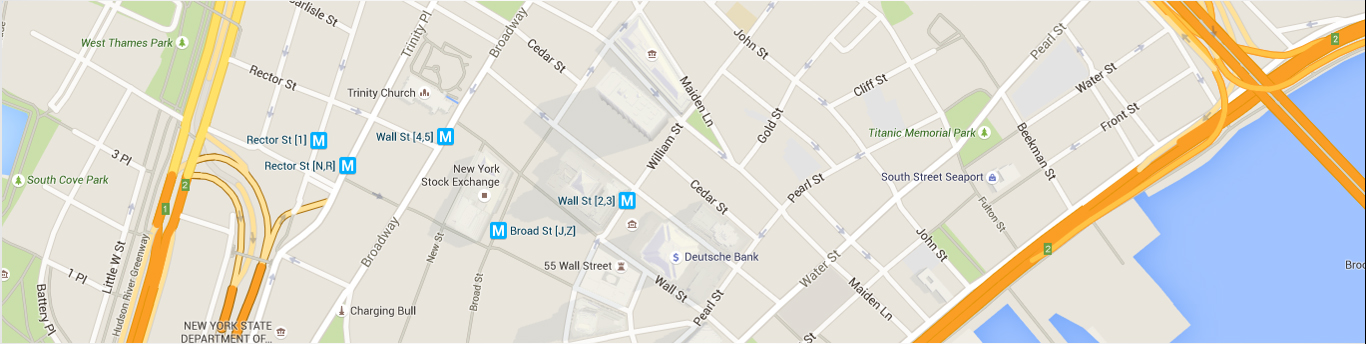 Carlisle St
West Thames Park
Trinity Pl
Broadway
Cedar St
Rector St
Trinity Church
Rector St [1]
Wall St [4,5]
Rector St [N,R]
New York
Stock Exchange
3 Pl
South Cove Park
2
1
Wall St [2,3]
Broad St [J,Z]
55 Wall Street
Deutsche Bank
Wall St
Pearl St
Little W St
Hudson River Greenway
1 Pl
Battery Pl
NEW YORK STATE
DEPARTMENT OF...
Broadway
New St
Broad St
Charging Bull
William St
Maiden Ln
John St
Gold St
Cliff St
Cedar St
Pearl St
Water St
Maiden Ln
John St
Titanic Memorial Park
South Street Seaport
Fulton St
Beekman St
Pearl St
Water St
Front St
2
2
St